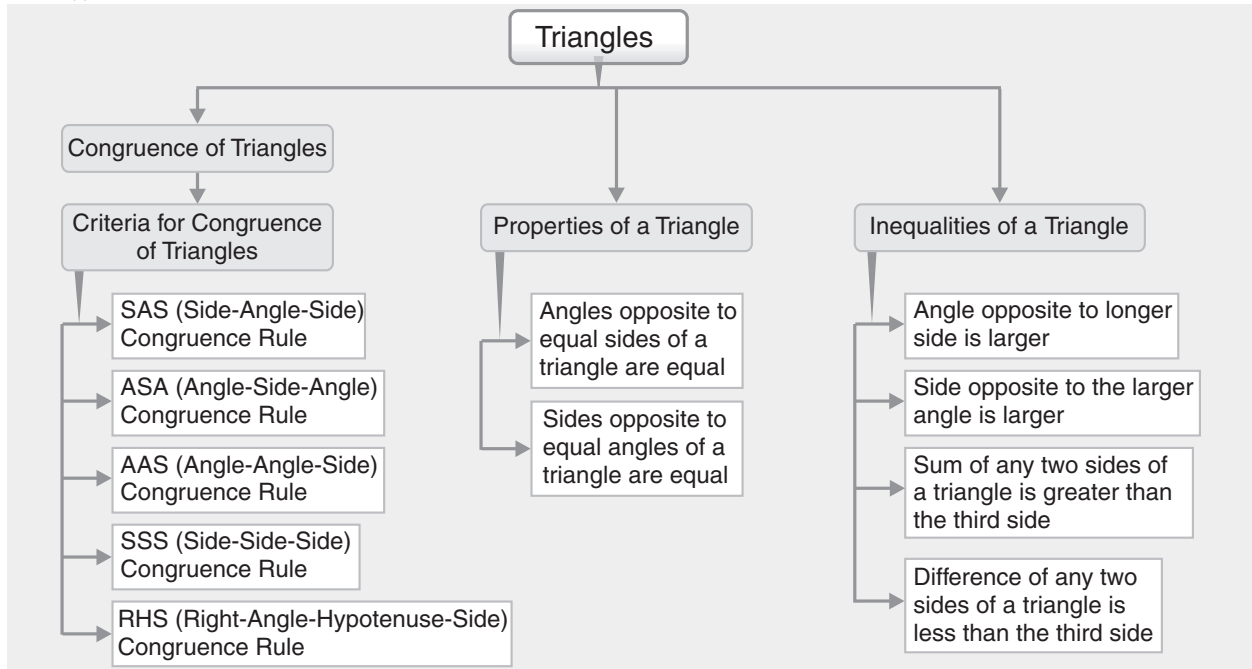 Triangles
Congruence of Triangles
Criteria for Congruence
of Triangles
SAS (Side-Angle-Side)
Congruence Rule
ASA (Angle-Side-Angle)
Congruence Rule
AAS (Angle-Angle-Side)
Congruence Rule
SSS (Side-Side-Side)
Congruence Rule
RHS (Right-Angle-Hypotenuse-Side)
Congruence Rule
Properties of a Triangle
Angles opposite to
equal sides of a
triangle are equal
Sides opposite to
equal angles of a
triangle are equal
Inequalities of a Triangle
Angle opposite to longer
side is larger
Side opposite to the larger
angle is larger
Sum of any two sides of
a triangle is greater than
the third side
Difference of any two
sides of a triangle is
less than the third side